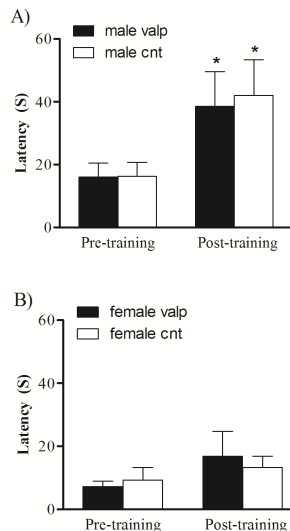 A)
60
male valp
male cnt
40
* *
Latency (S)
20
0
Pre-training Post-training
B)
60
female valp
female cnt
40
Latency (S)
20
0
Pre-training Post-training